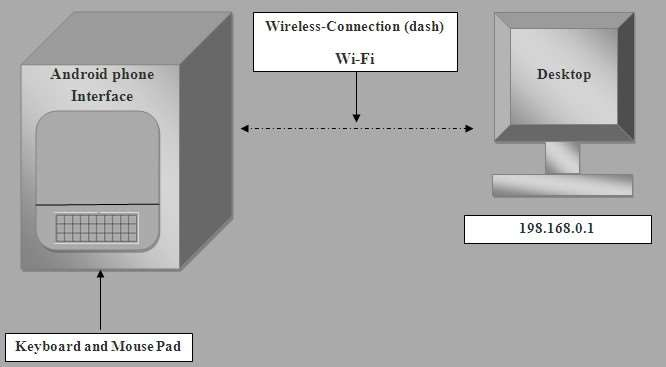 Wireless-Connection (dash)
Wi-Fi
Android phone
Interface
Desktop
198.168.0.1
Keyboard and Mouse Pad